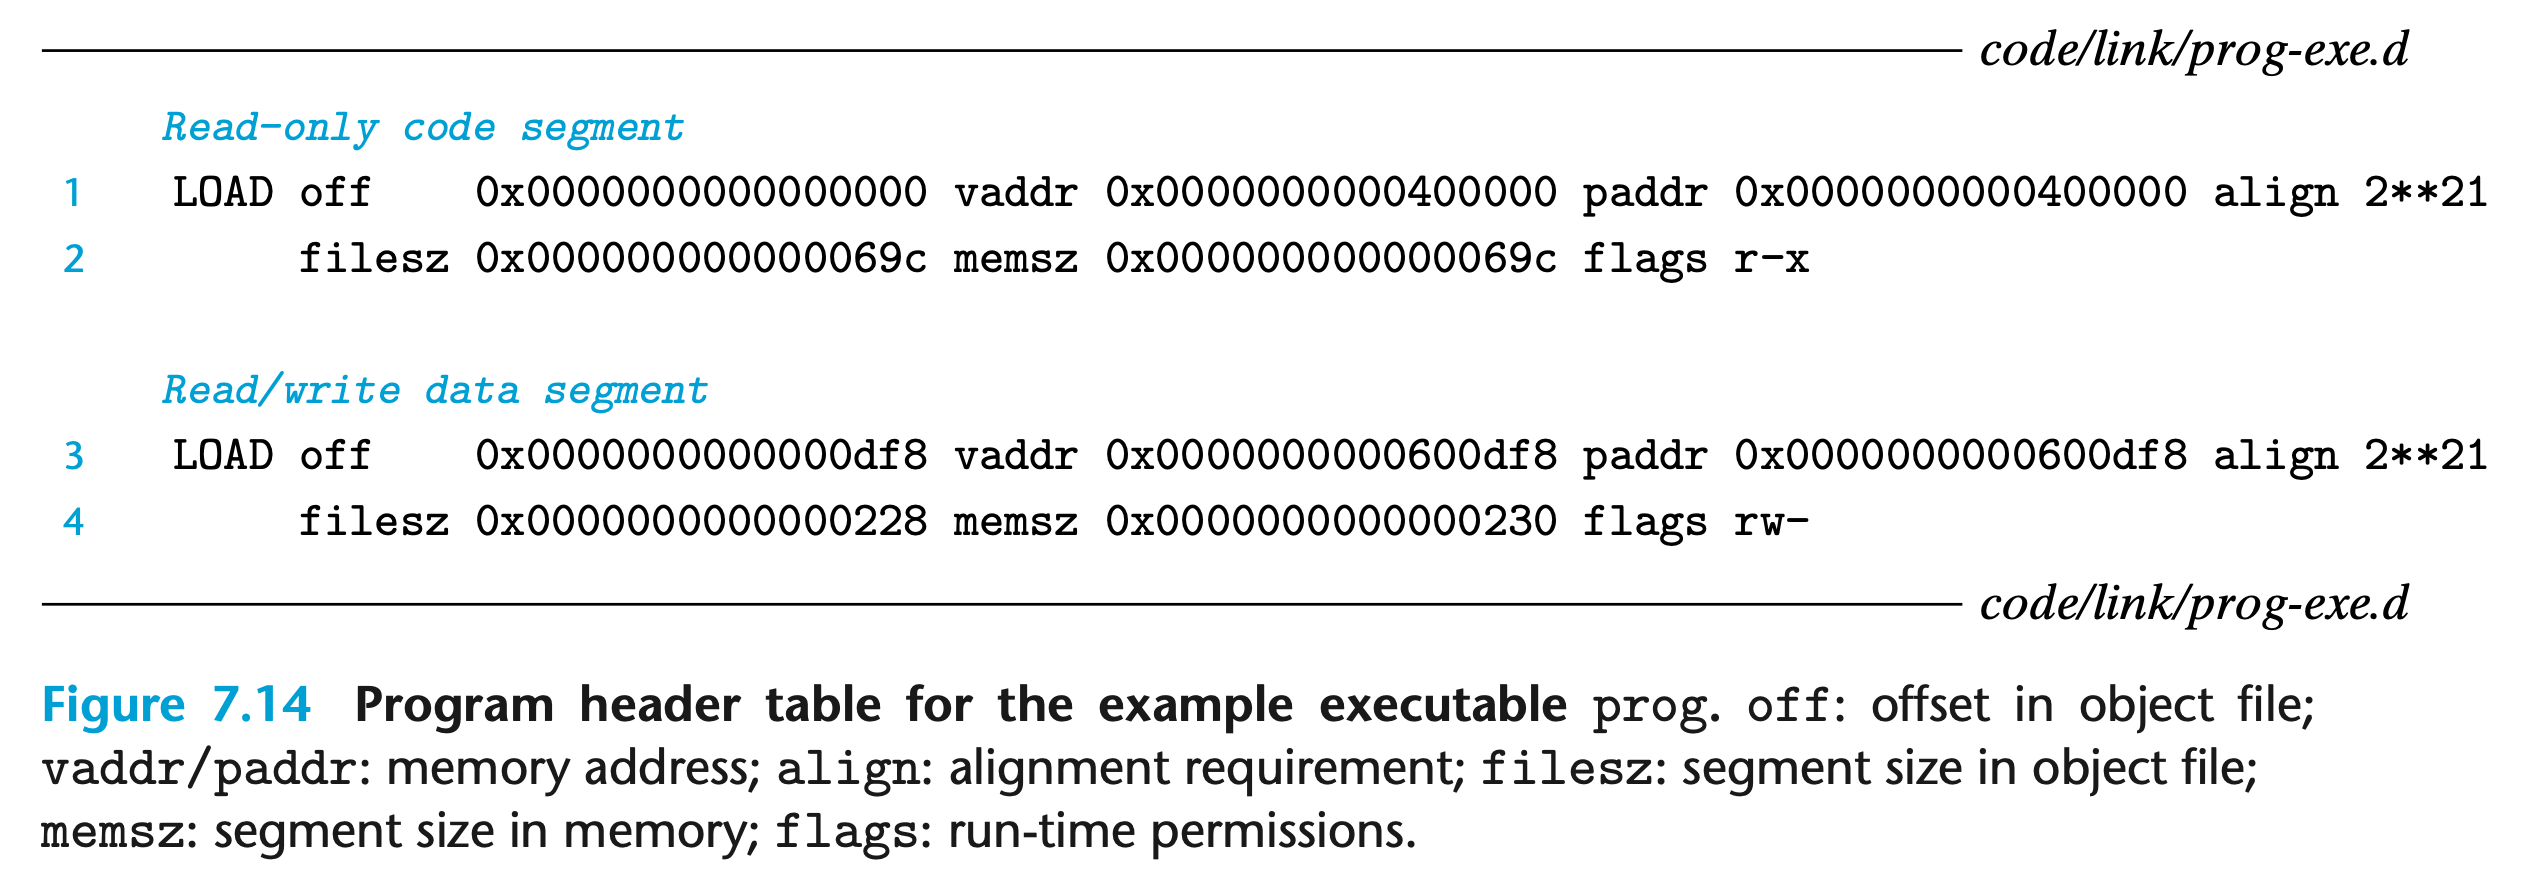 code/link/prog-exe.d
Read-only code segment
1 LOAD off 0x0000000000000000 vaddr 0x0000000000400000 paddr 0x0000000000400000 align 2**21
2 filesz 0x000000000000069c memsz 0x000000000000069c flags r-x
Read/write data segment
3 LOAD off 0x0000000000000df8 vaddr 0x0000000000600df8 paddr 0x0000000000600df8 align 2**21
4 filesz 0x0000000000000228 memsz 0x0000000000000230 flags rw-
code/link/prog-exe.d
Figure 7.14 Program header table for the example executable prog. off: offset in object file;
vaddr/paddr: memory address; align: alignment requirement; filesz: segment size in object file;
memsz: segment size in memory; flags: run-time permissions.